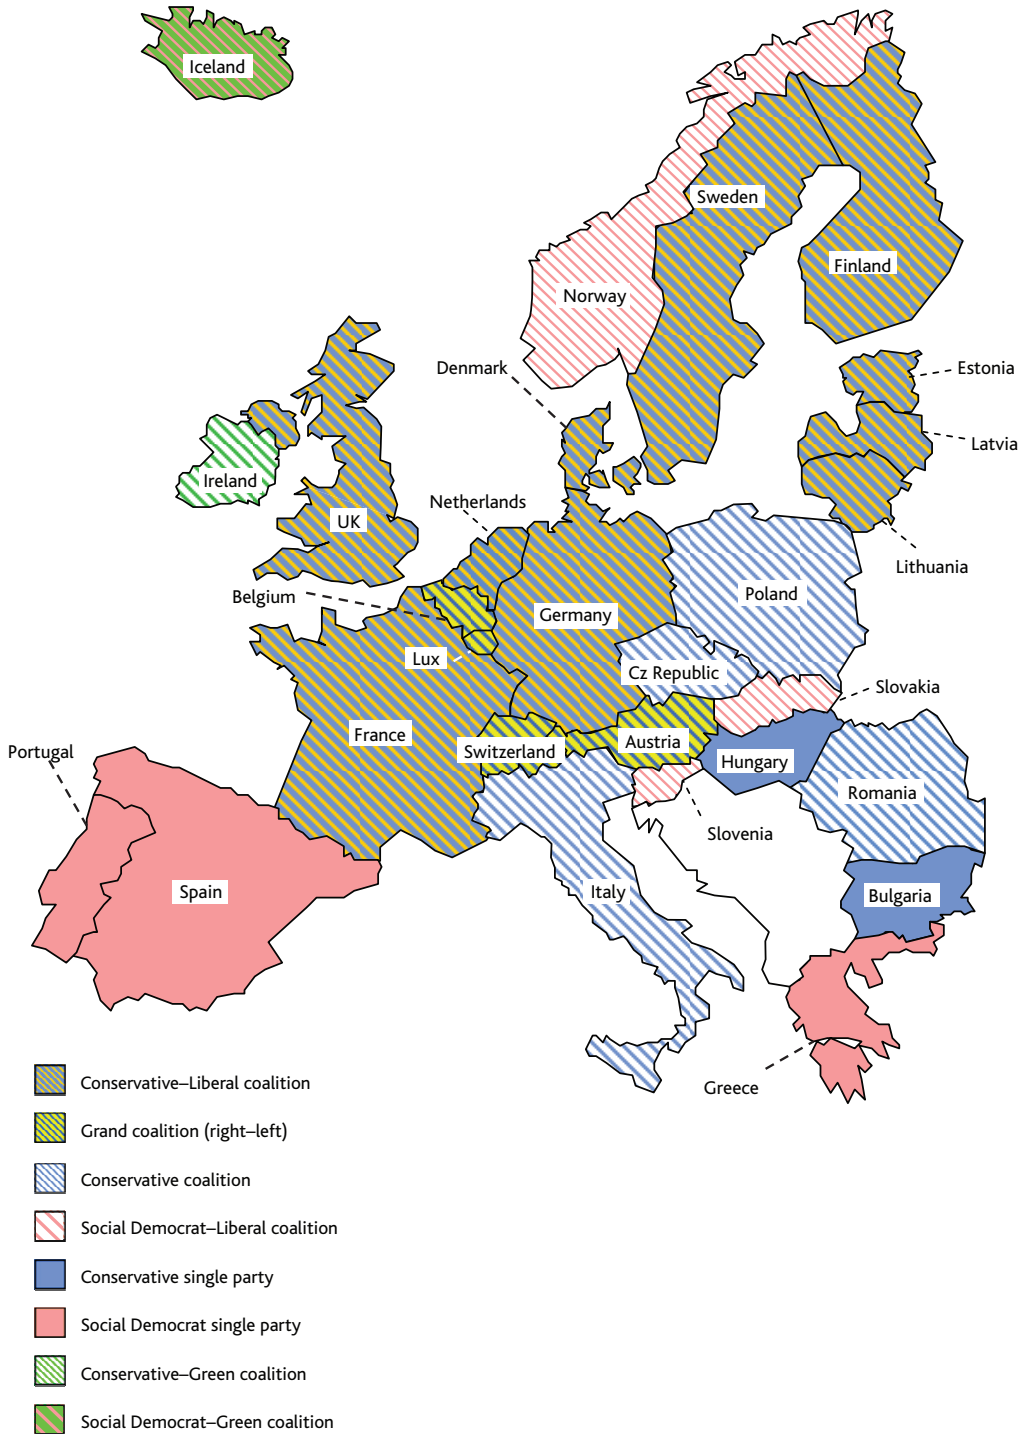 Iceland
Sweden
Finland
Norway
Denmark
Estonia
Latvia
Ireland
Netherlands
UK
Lithuania
Belgium
Poland
Germany
Lux
Cz Republic
Slovakia
France
Austria
Switzerland
Portugal
Hungary
Romania
Slovenia
Spain
Italy
Bulgaria
Greece
Conservative–Liberal coalition
Grand coalition (right–left)
Conservative coalition
Social Democrat–Liberal coalition
Conservative single party
Social Democrat single party
Conservative–Green coalition
Social Democrat–Green coalition